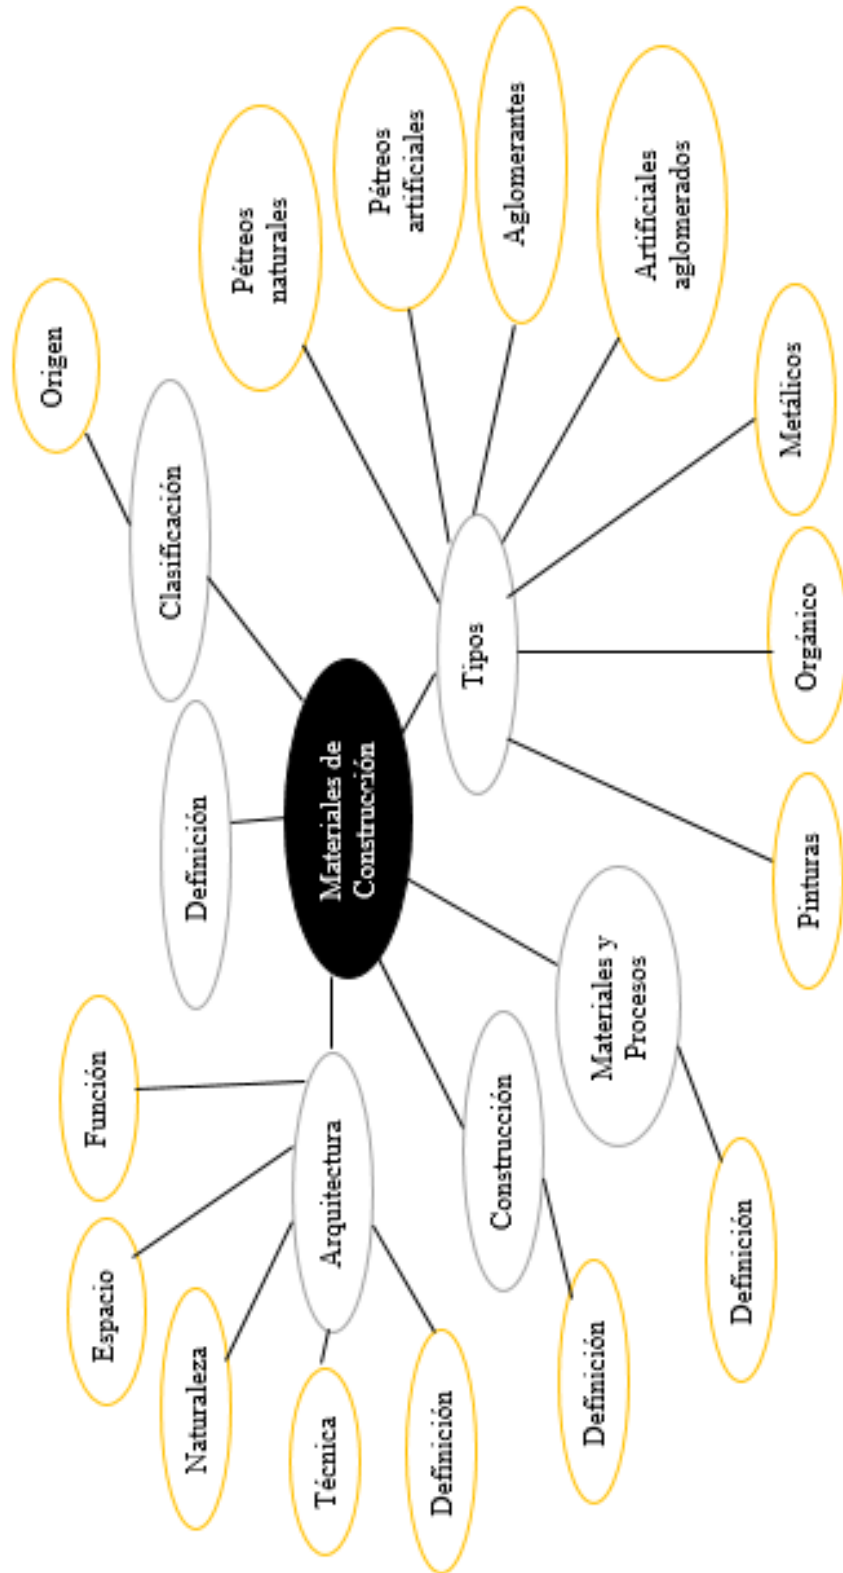 Función
Espacio
Naturaleza
Técnica
Definición
Arquitectura
Definición
Clasificación
Origen
Materiales de
Construcción
Construcción
Definición
Materiales y
Procesos
Definición
Tipos
Pétreos
naturales
Pétreos
artificiales
Aglomerantes
Artificiales
aglomerados
Metálicos
Orgánico
Pinturas